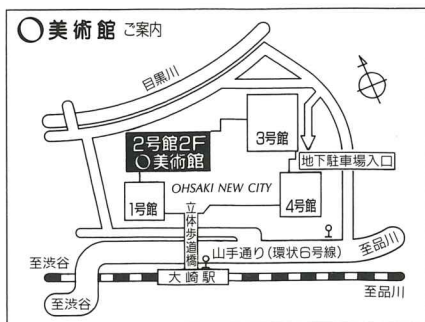 ○美術館 ご案内
目黒川
2号館2F
○美術館
3号館
地下駐車場入口
OHSAKI NEW CITY
1号館
4号館
立体歩道橋
山手通り(環状6号線)
至品川
至渋谷
大崎駅
至渋谷
至品川